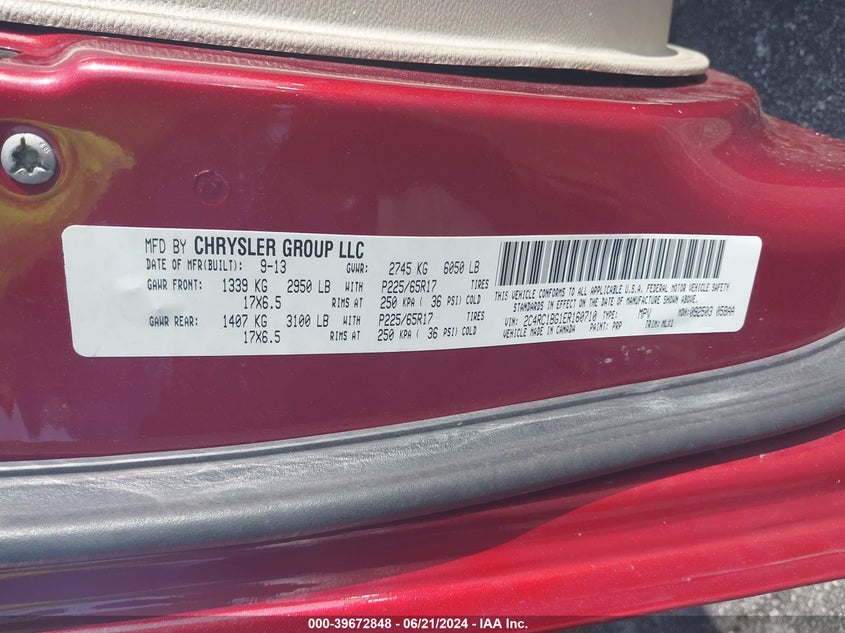 MFD BY CHRYSLER GROUP LLC
DATE OF MFR(BUILT): 9-13 GVWR: 2745 KG 6050 LB
GAWR FRONT: 1339 KG 2950 LB WITH P225/65R17 TIRES
17X6.5 RIMS AT 250 KPA ( 36 PSI) COLD
GAWR REAR: 1407 KG 3100 LB WITH P225/65R17 TIRES
17X6.5 RIMS AT 250 KPA ( 36 PSI) COLD
THIS VEHICLE CONFORMS TO ALL APPLICABLE U.S.A. FEDERAL MOTOR VEHICLE SAFETY
STANDARDS IN EFFECT ON THE DATE OF MANUFACTURE SHOWN ABOVE.
VIN: 2C4RC1BG1ER160710 TYPE: MPV MDH:092503 058AA
VEHICLE MADE IN CANADA PAINT: PRP TRIM:
000-39672848 - 06/21/2024 - IAA Inc.